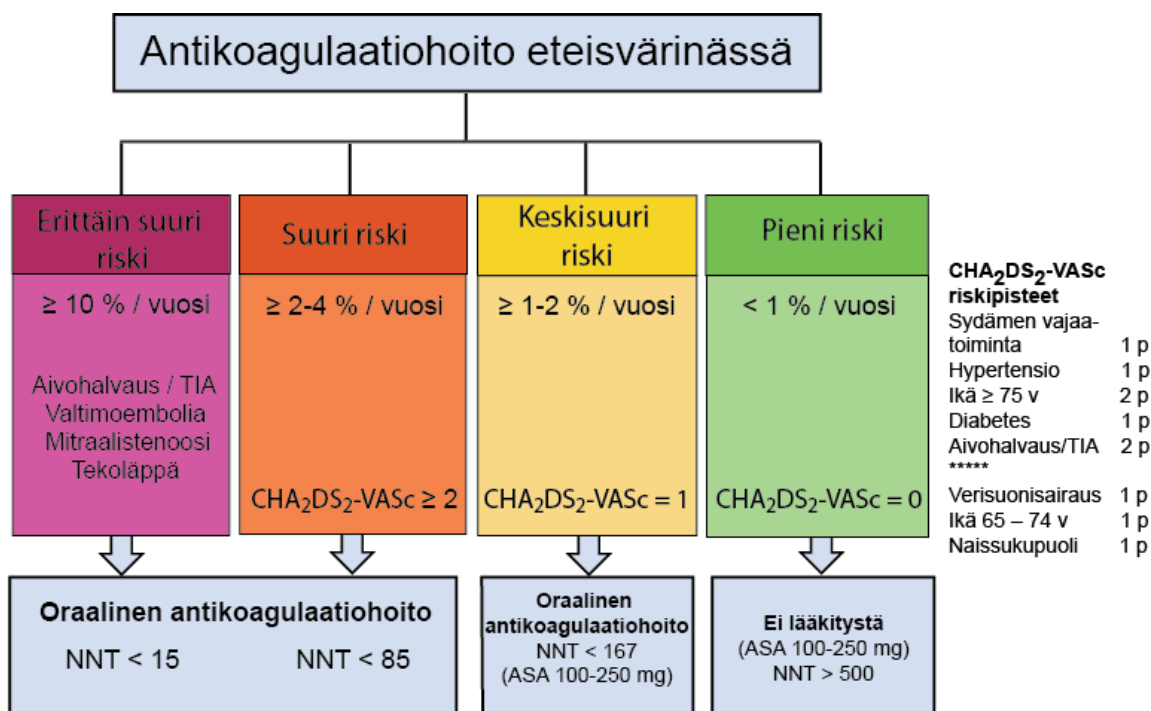 Antikoagulaatiohoito eteisvärinässä
Erittäin suuri
riski
≥ 10 % / vuosi
Aivohalvaus / TIA
Valtimoembolia
Mitraalistenoosi
Tekoläppä
Suuri riski
≥ 2-4 % / vuosi
CHA₂DS₂-VASc ≥ 2
Keskisuuri
riski
≥ 1-2 % / vuosi
CHA₂DS₂-VASc = 1
Pieni riski
< 1 % / vuosi
CHA₂DS₂-VASc = 0
Oraalinen antikoagulaatiohoito
NNT < 15 NNT < 85
Oraalinen
antikoagulaatiohoito
NNT < 167
(ASA 100-250 mg)
Ei lääkitystä
(ASA 100-250 mg)
NNT > 500
CHA₂DS₂-VASc
riskipisteet
Sydämen vajaa-
toiminta 1 p
Hypertensio 1 p
Ikä ≥ 75 v 2 p
Diabetes 1 p
Aivohalvaus/TIA 2 p
*****
Verisuonisairaus 1 p
Ikä 65 – 74 v 1 p
Naissukupuoli 1 p